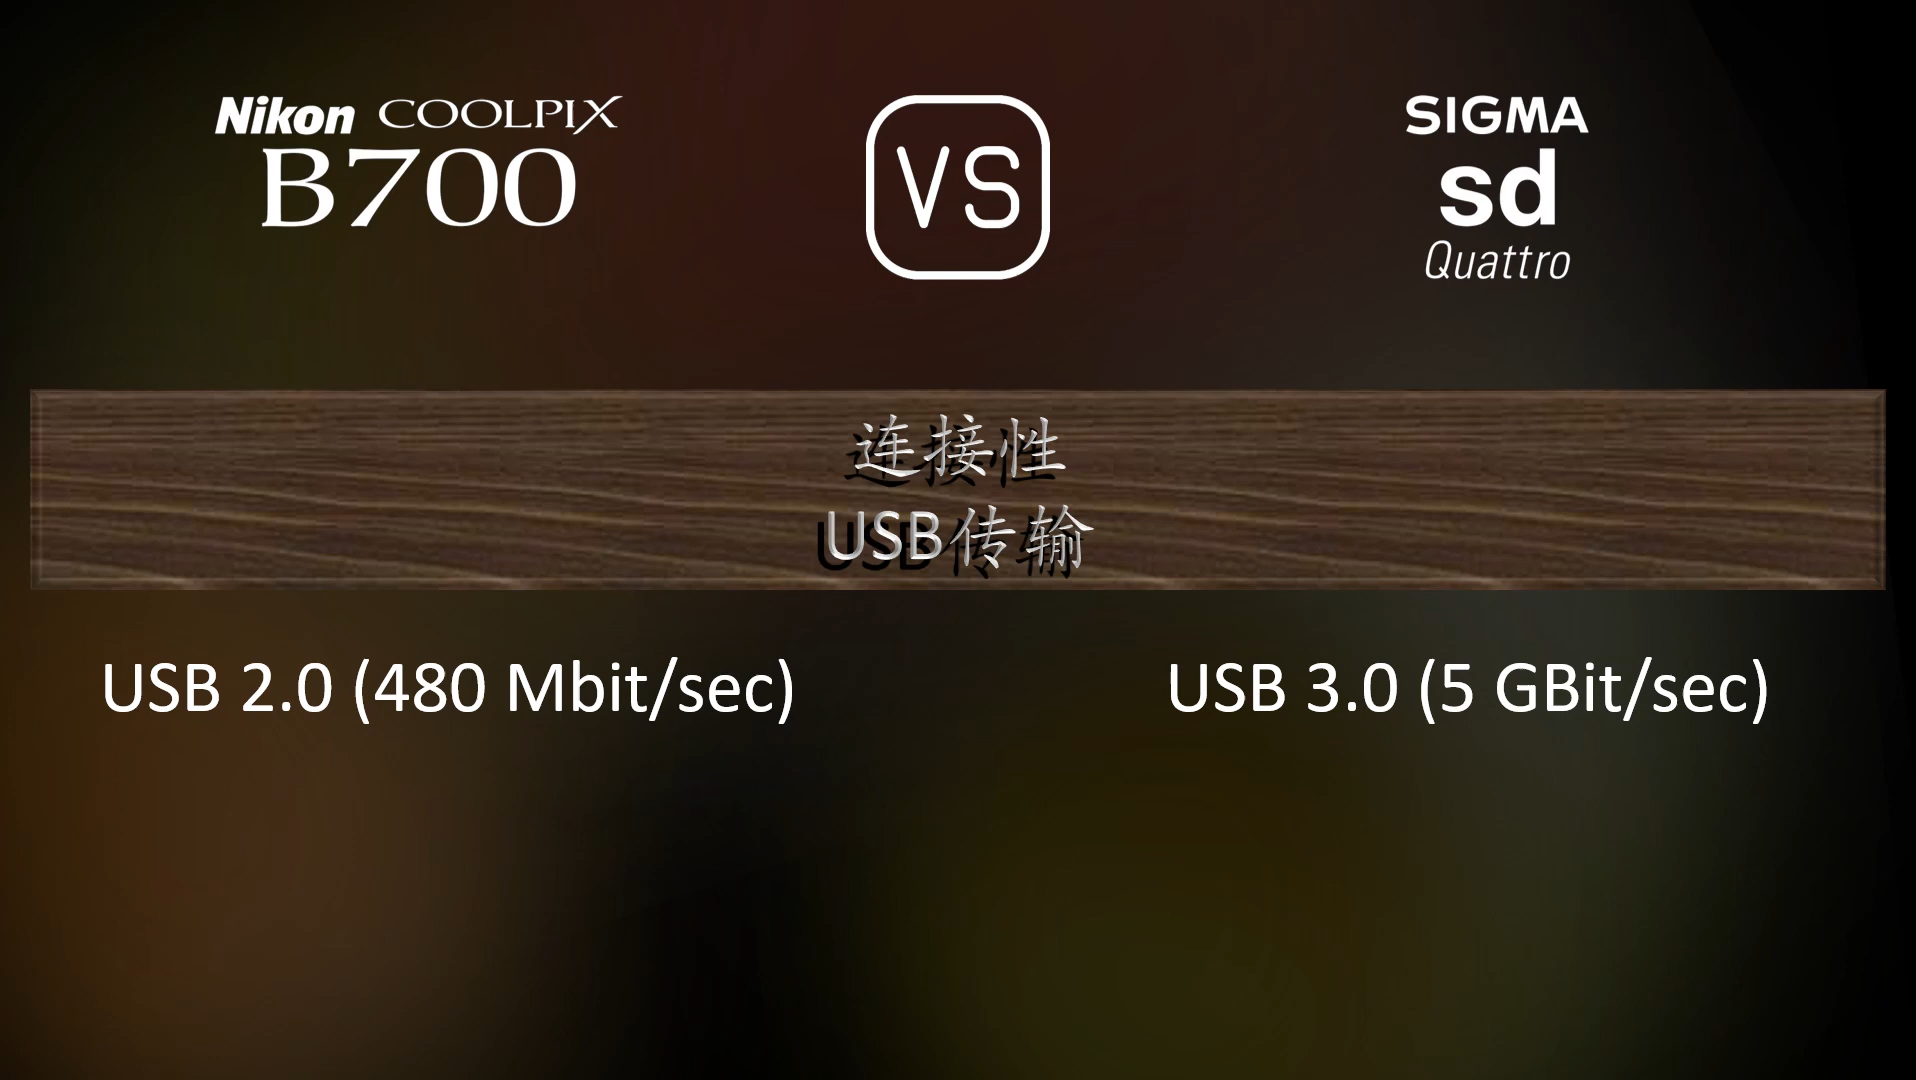 Nikon COOLPIX
B700
VS
SIGMA
sd
Quattro
连接性
USB传输
USB 2.0 (480 Mbit/sec)
USB 3.0 (5 GBit/sec)